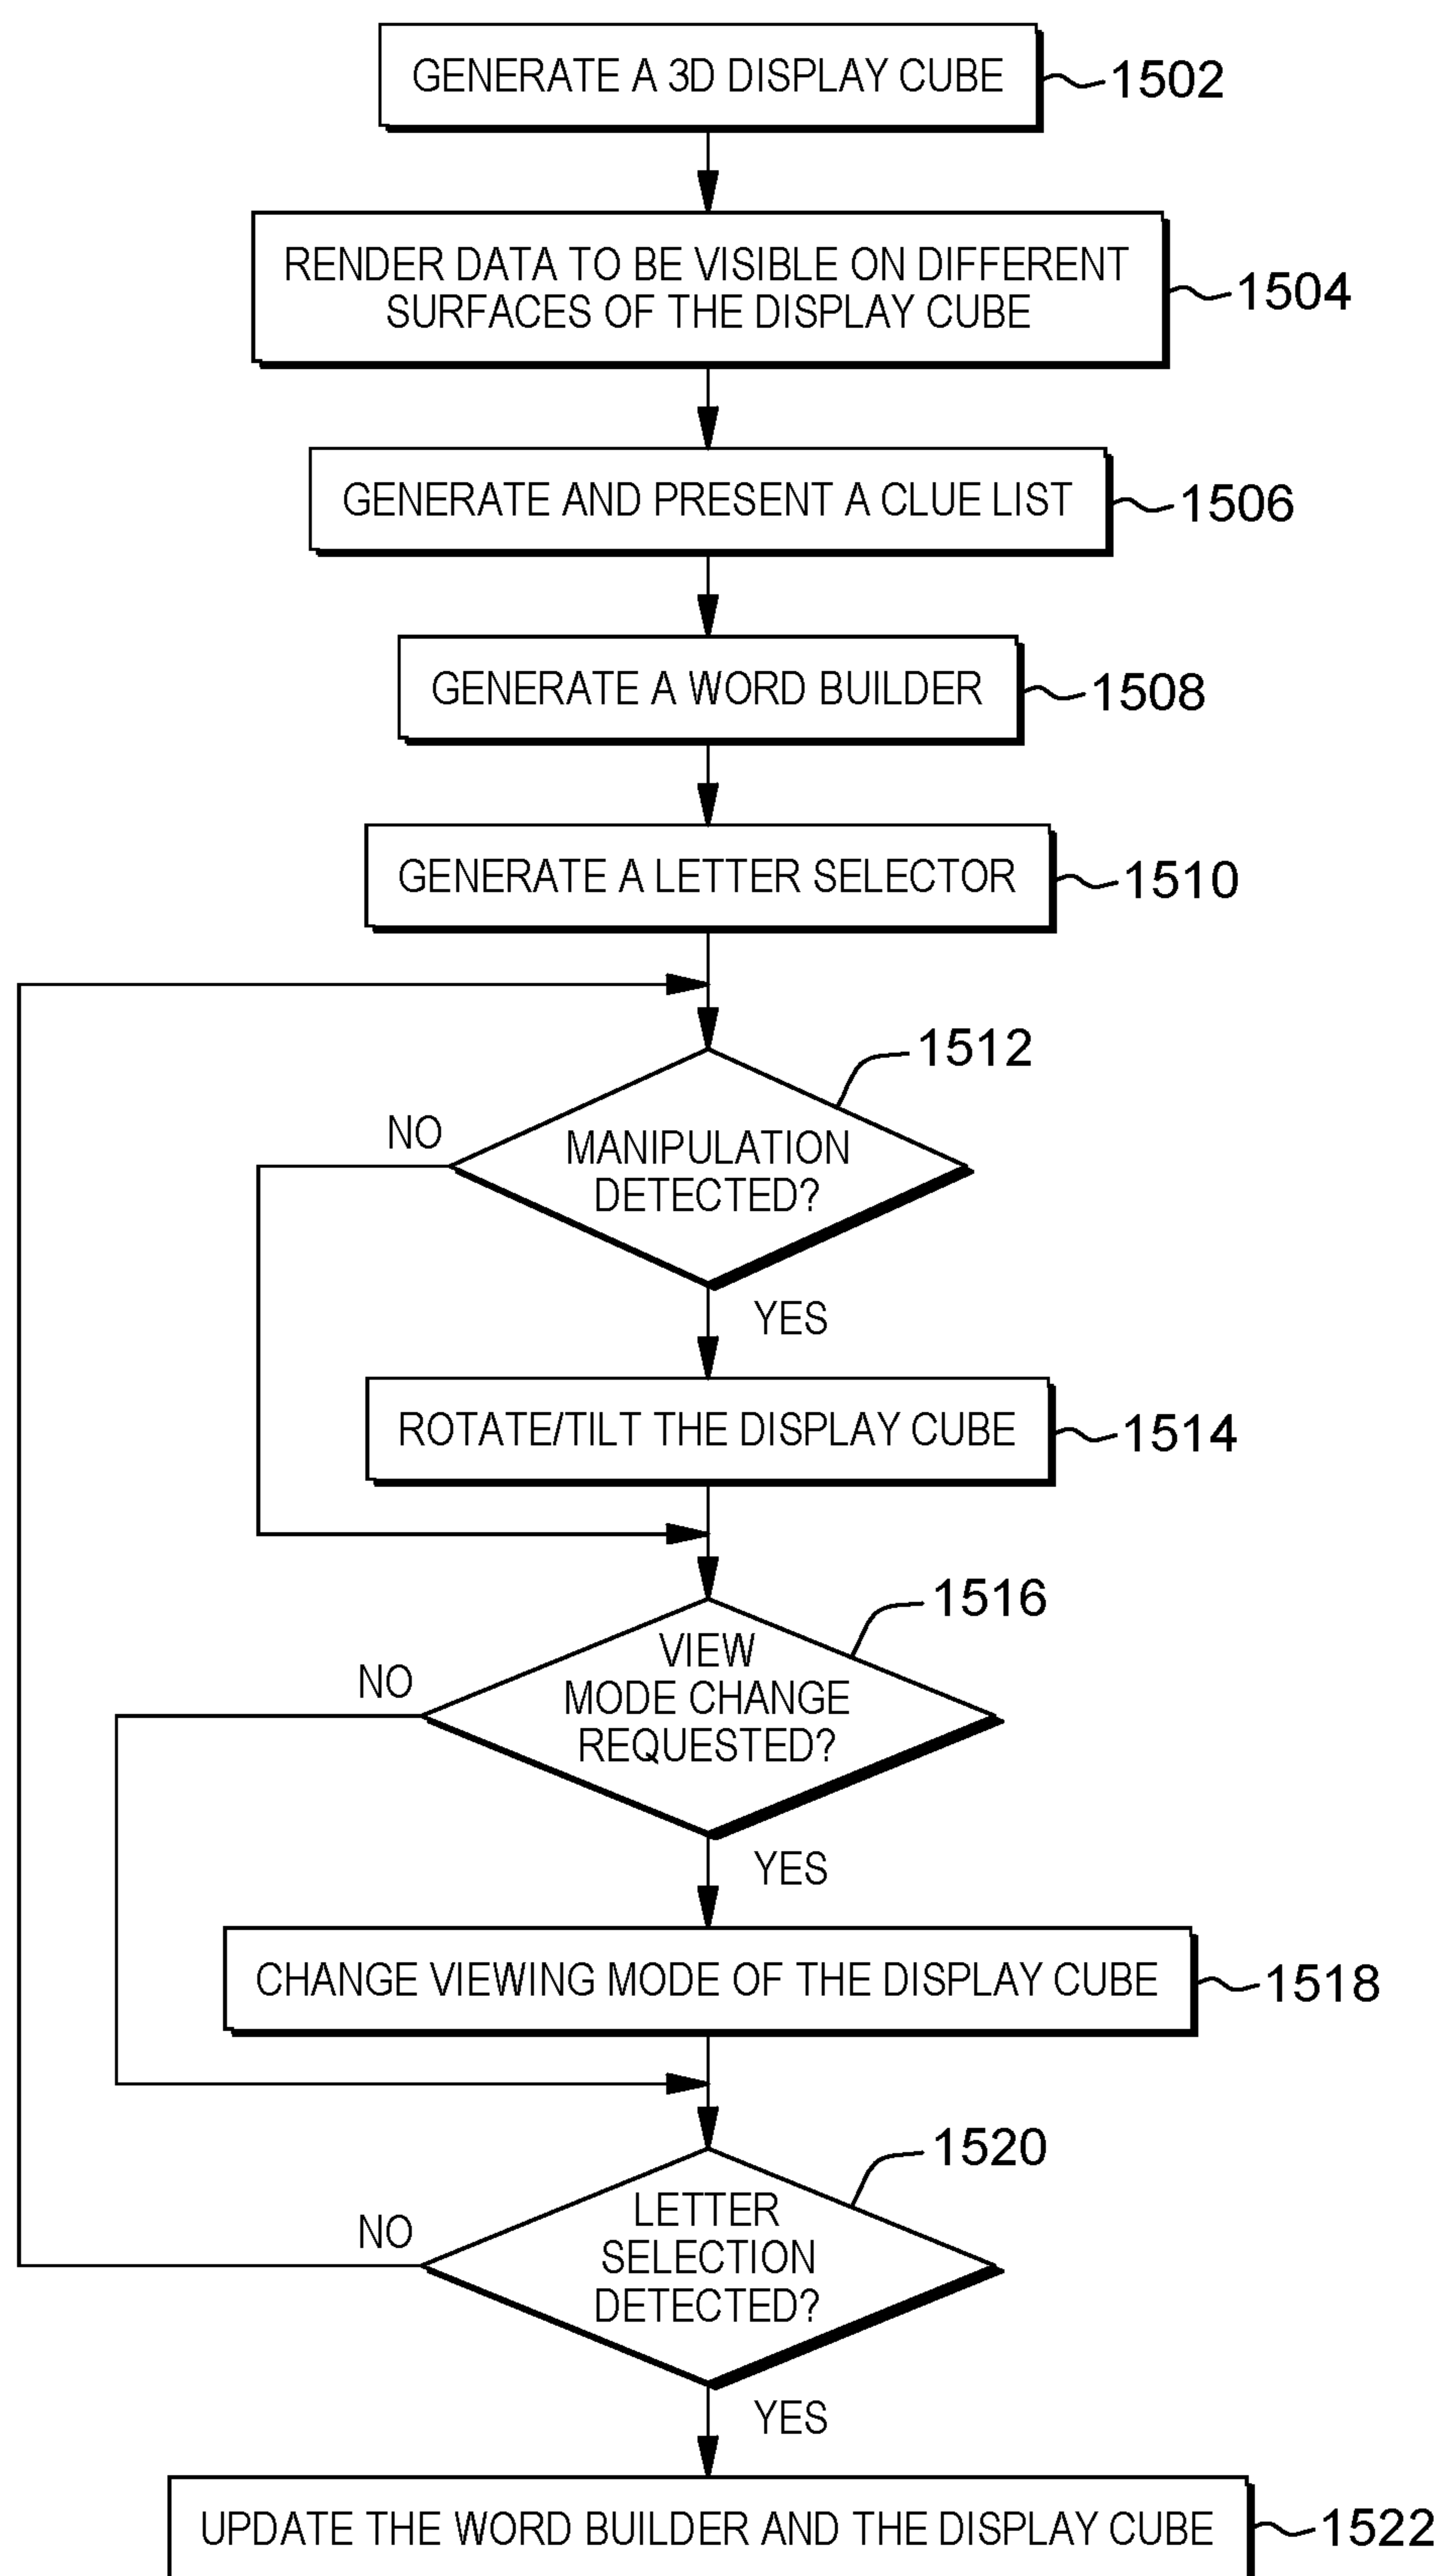 GENERATE A 3D DISPLAY CUBE
1502
RENDER DATA TO BE VISIBLE ON DIFFERENT
SURFACES OF THE DISPLAY CUBE
1504
GENERATE AND PRESENT A CLUE LIST
1506
GENERATE A WORD BUILDER
1508
GENERATE A LETTER SELECTOR
1510
1512
NO
MANIPULATION
DETECTED?
YES
ROTATE/TILT THE DISPLAY CUBE
1514
1516
NO
VIEW
MODE CHANGE
REQUESTED?
YES
CHANGE VIEWING MODE OF THE DISPLAY CUBE
1518
1520
NO
LETTER
SELECTION
DETECTED?
YES
UPDATE THE WORD BUILDER AND THE DISPLAY CUBE
1522